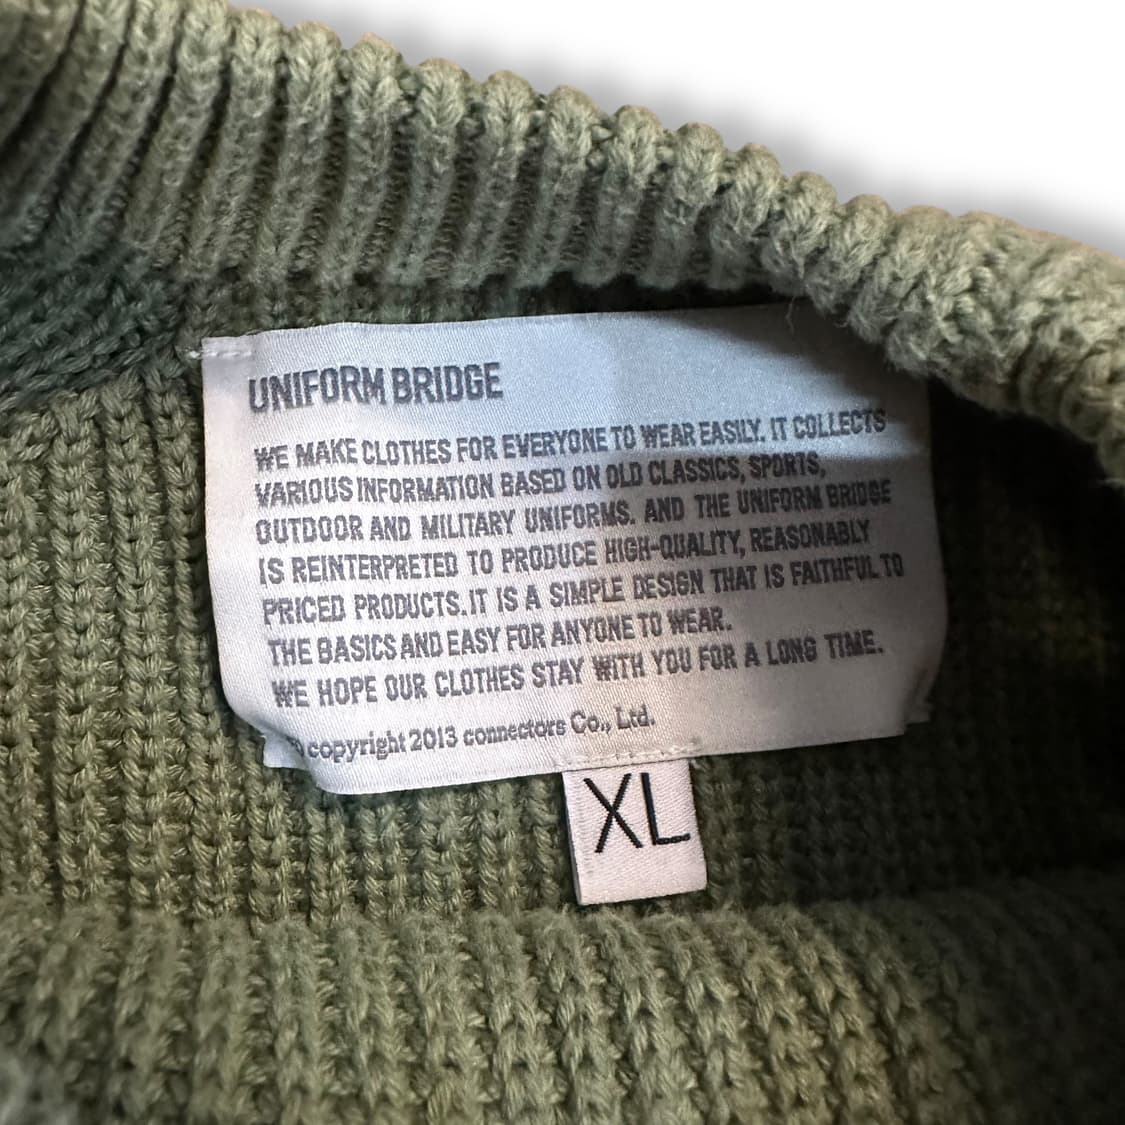 UNIFORM BRIDGE
WE MAKE CLOTHES FOR EVERYONE TO WEAR EASILY. IT COLLECTS
VARIOUS INFORMATION BASED ON OLD CLASSICS, SPORTS,
OUTDOOR AND MILITARY UNIFORMS. AND THE UNIFORM BRIDGE
IS REINTERPRETED TO PRODUCE HIGH-QUALITY, REASONABLY
PRICED PRODUCTS. IT IS A SIMPLE DESIGN THAT IS FAITHFUL TO
THE BASICS AND EASY FOR ANYONE TO WEAR.
WE HOPE OUR CLOTHES STAY WITH YOU FOR A LONG TIME.
copyright 2013 connectors Co., Ltd.
XL